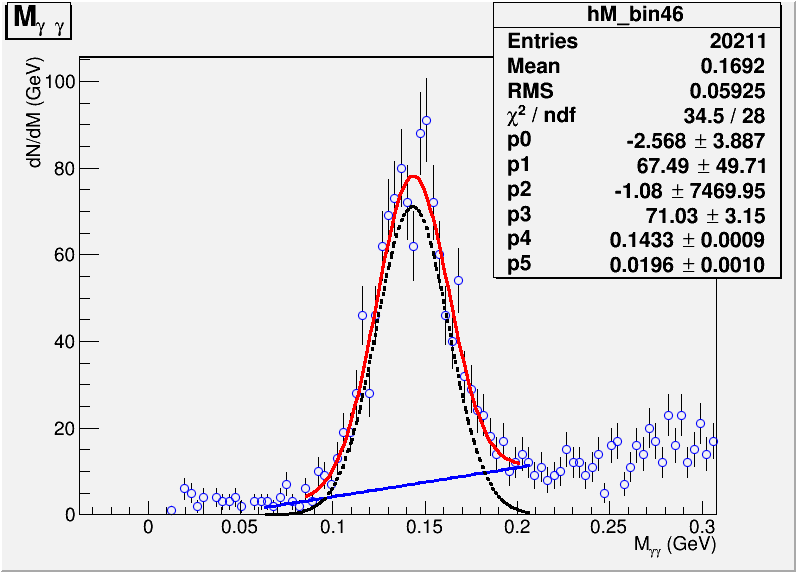 M γ γ
hM_bin46
Entries 20211
Mean 0.1692
RMS 0.05925
χ² / ndf 34.5 / 28
p0 -2.568 ± 3.887
p1 67.49 ± 49.71
p2 -1.08 ± 7469.95
p3 71.03 ± 3.15
p4 0.1433 ± 0.0009
p5 0.0196 ± 0.0010
dN/dM (GeV)
100
80
60
40
20
0
0 0.05 0.1 0.15 0.2 0.25 0.3
M γγ (GeV)